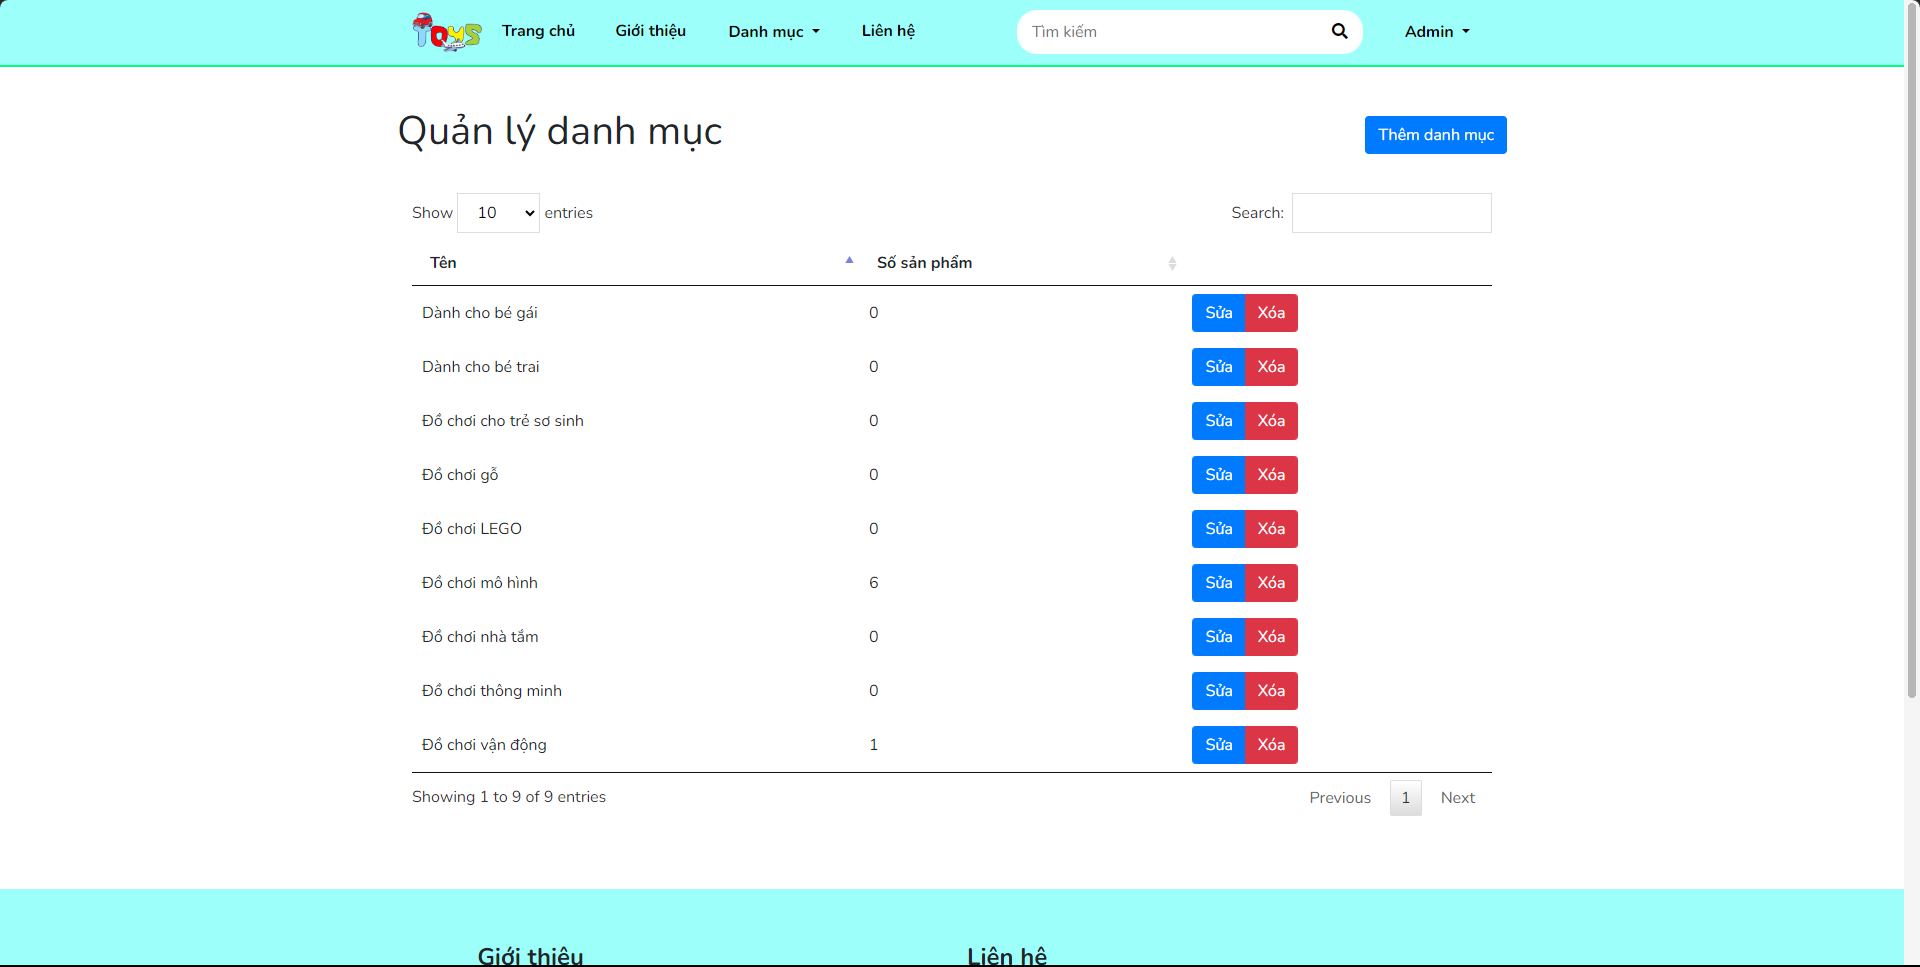 TOYS Trang chủ Giới thiệu Danh mục Liên hệ Tìm kiếm Admin
Quản lý danh mục Thêm danh mục
Show 10 entries Search:
Tên Số sản phẩm
Dành cho bé gái 0 Sửa Xóa
Dành cho bé trai 0 Sửa Xóa
Đồ chơi cho trẻ sơ sinh 0 Sửa Xóa
Đồ chơi gỗ 0 Sửa Xóa
Đồ chơi LEGO 0 Sửa Xóa
Đồ chơi mô hình 6 Sửa Xóa
Đồ chơi nhà tắm 0 Sửa Xóa
Đồ chơi thông minh 0 Sửa Xóa
Đồ chơi vận động 1 Sửa Xóa
Showing 1 to 9 of 9 entries Previous 1 Next
Giới thiệu Liên hệ